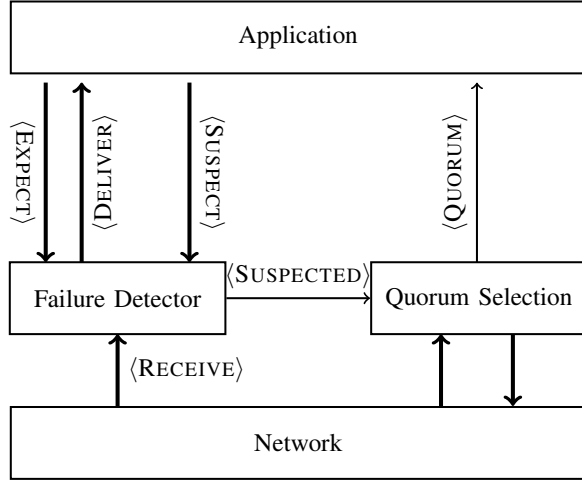 Application
⟨EXPECT⟩
⟨DELIVER⟩
⟨SUSPECT⟩
⟨QUORUM⟩
⟨SUSPECTED⟩
Failure Detector
Quorum Selection
⟨RECEIVE⟩
Network